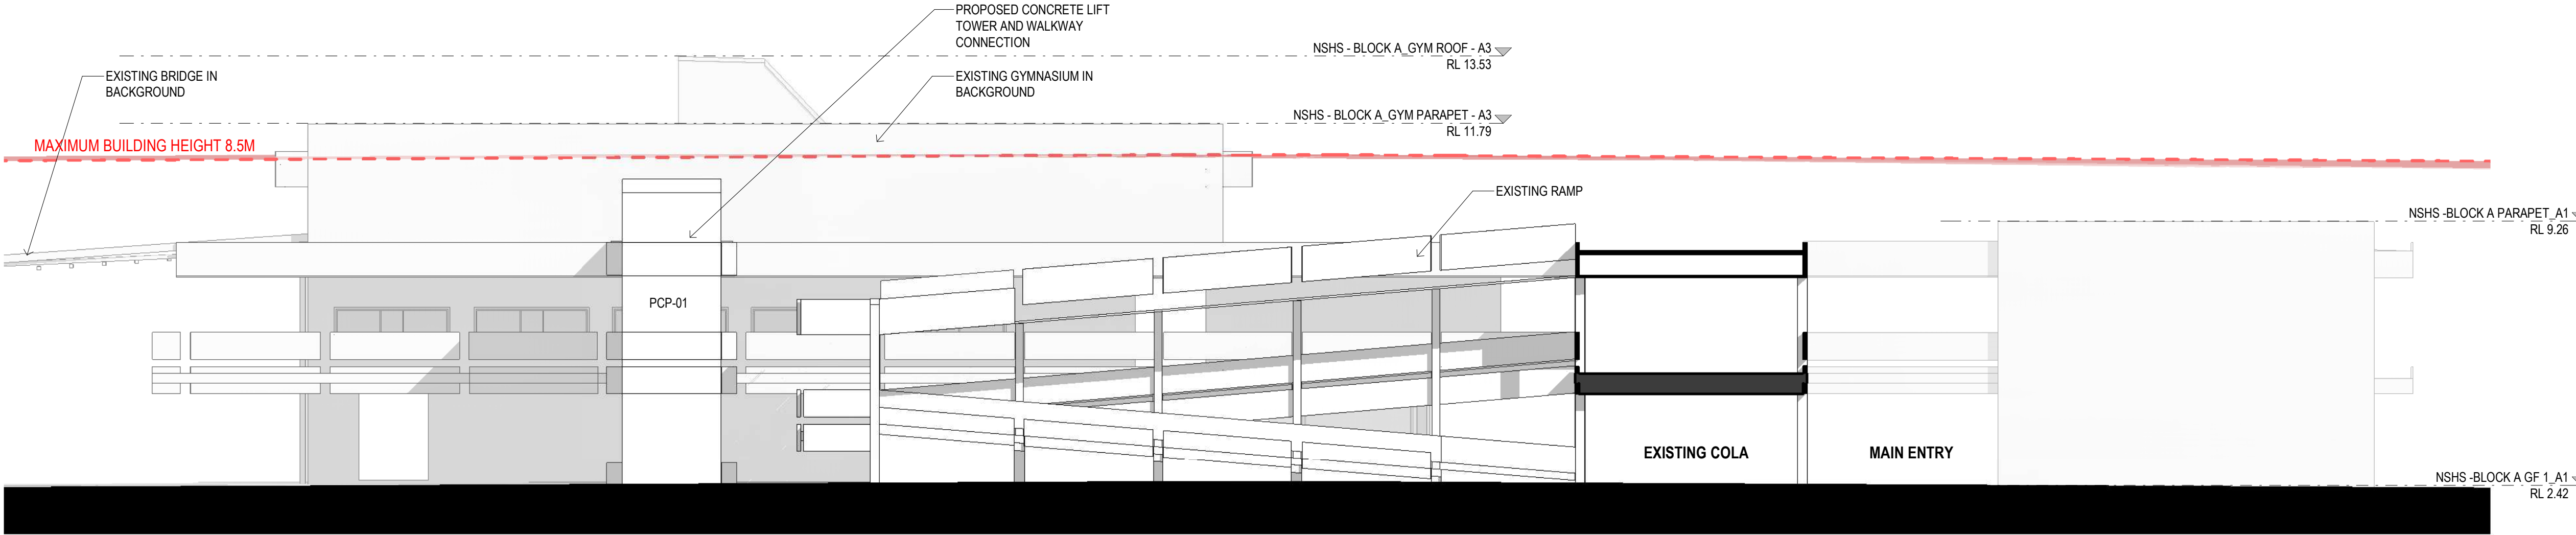 PROPOSED CONCRETE LIFT
TOWER AND WALKWAY
CONNECTION
NSHS - BLOCK A_GYM ROOF - A3
RL 13.53
EXISTING BRIDGE IN
BACKGROUND
EXISTING GYMNASIUM IN
BACKGROUND
NSHS - BLOCK A_GYM PARAPET - A3
RL 11.79
MAXIMUM BUILDING HEIGHT 8.5M
EXISTING RAMP
NSHS -BLOCK A PARAPET_A1
RL 9.26
PCP-01
EXISTING COLA
MAIN ENTRY
NSHS -BLOCK A GF 1_A1
RL 2.42